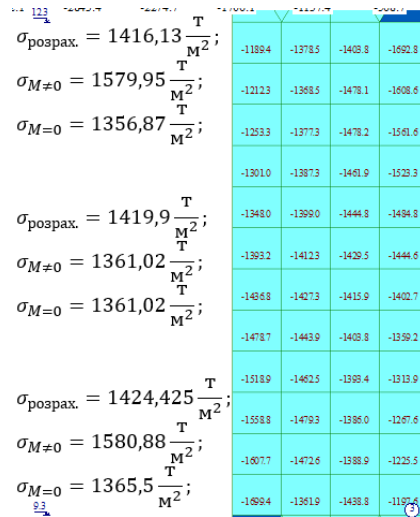 123
σрозрах. = 1416,13 т/м²;
σM≠0 = 1579,95 т/м²;
σM=0 = 1356,87 т/м²;
σрозрах. = 1419,9 т/м²;
σM≠0 = 1361,02 т/м²;
σM=0 = 1361,02 т/м²;
σрозрах. = 1424,425 т/м²;
σM≠0 = 1580,88 т/м²;
σM=0 = 1365,5 т/м²;
9.3
-1189.4 -1378.5 -1403.8 -1692.8
-1212.3 -1368.5 -1478.1 -1608.6
-1253.3 -1377.3 -1478.2 -1561.6
-1301.0 -1387.3 -1461.9 -1523.3
-1348.0 -1399.0 -1444.8 -1484.8
-1393.2 -1412.3 -1429.5 -1444.6
-1436.8 -1427.3 -1415.9 -1402.7
-1478.7 -1443.9 -1403.8 -1359.2
-1518.9 -1462.5 -1393.4 -1313.9
-1558.8 -1479.3 -1386.0 -1267.6
-1607.7 -1472.6 -1388.9 -1225.5
-1699.4 -1361.9 -1438.8
3